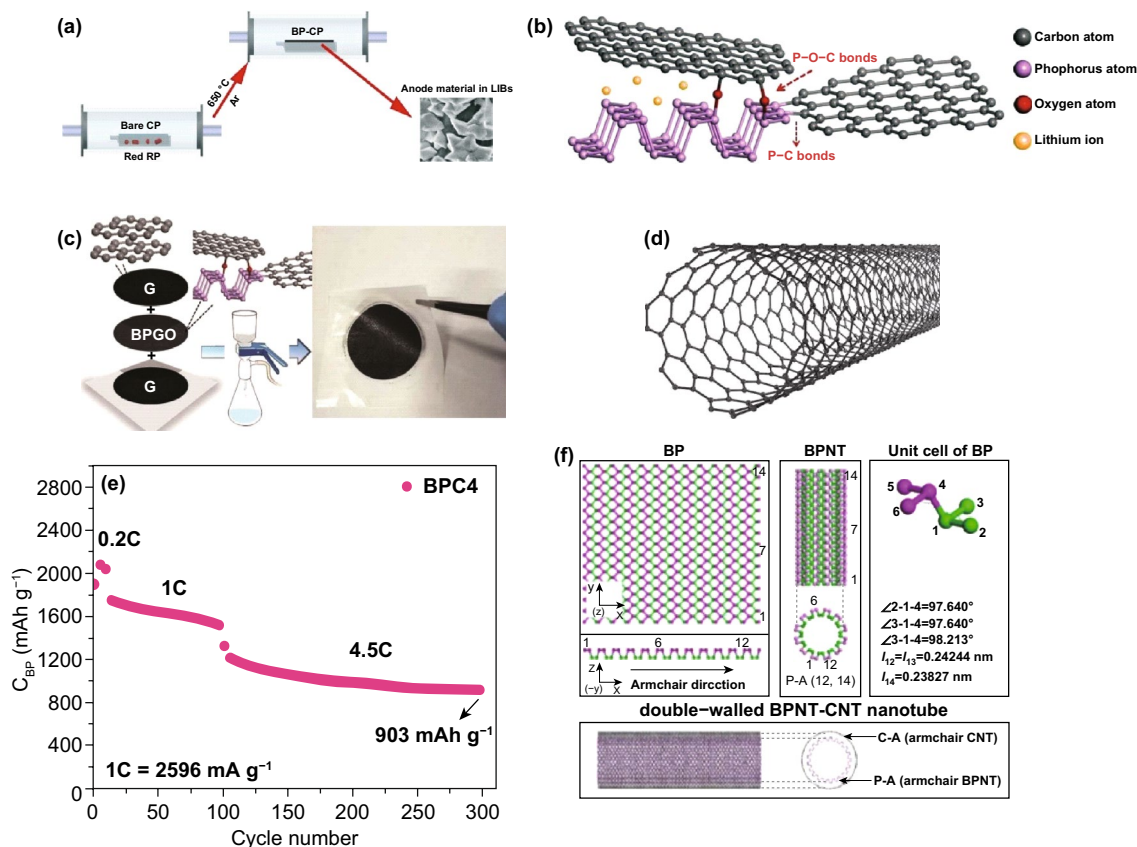 (a)
BP-CP
650 °C
Ar
Anode material in LIBs
Bare CP
Red RP
(b)
P−O−C bonds
P−C bonds
Carbon atom
Phophorus atom
Oxygen atom
Lithium ion
(c)
G
+
BPGO
+
G
(d)
(e)
BPC4
2800
2400
2000
1600
1200
800
400
0
C_BP (mAh g⁻¹)
0.2C
1C
4.5C
903 mAh g⁻¹
1C = 2596 mA g⁻¹
0 50 100 150 200 250 300
Cycle number
(f)
BP
14
7
1
y
(z) X
1 6 12
Z
(−y) X
Armchair dircction
BPNT
14
7
1
6
1 12
P-A (12, 14)
Unit cell of BP
5 4
6 3
1 2
∠2-1-4=97.640°
∠3-1-4=97.640°
∠3-1-4=98.213°
l₁₂=l₁₃=0.24244 nm
l₁₄=0.23827 nm
double−walled BPNT-CNT nanotube
C-A (armchair CNT)
P-A (armchair BPNT)